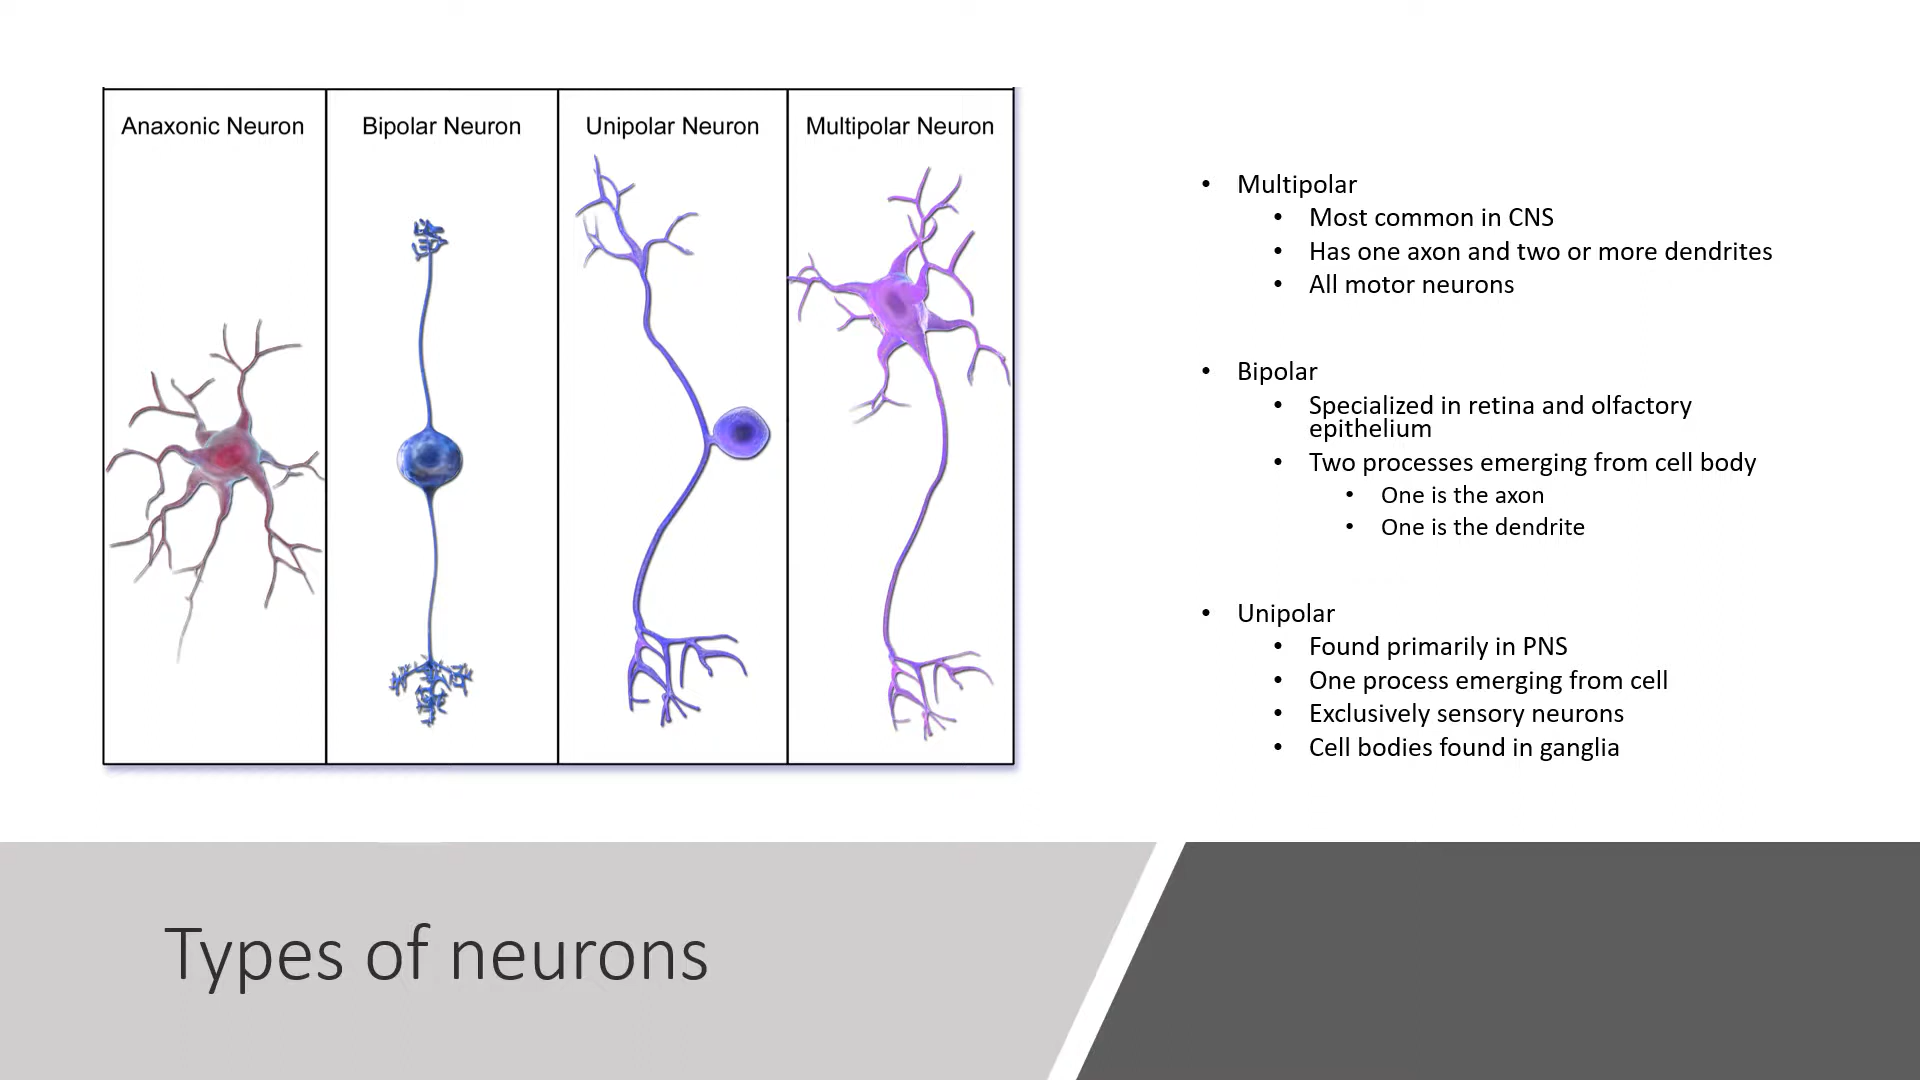 Anaxonic Neuron
Bipolar Neuron
Unipolar Neuron
Multipolar Neuron
• Multipolar
• Most common in CNS
• Has one axon and two or more dendrites
• All motor neurons
• Bipolar
• Specialized in retina and olfactory
epithelium
• Two processes emerging from cell body
• One is the axon
• One is the dendrite
• Unipolar
• Found primarily in PNS
• One process emerging from cell
• Exclusively sensory neurons
• Cell bodies found in ganglia
Types of neurons